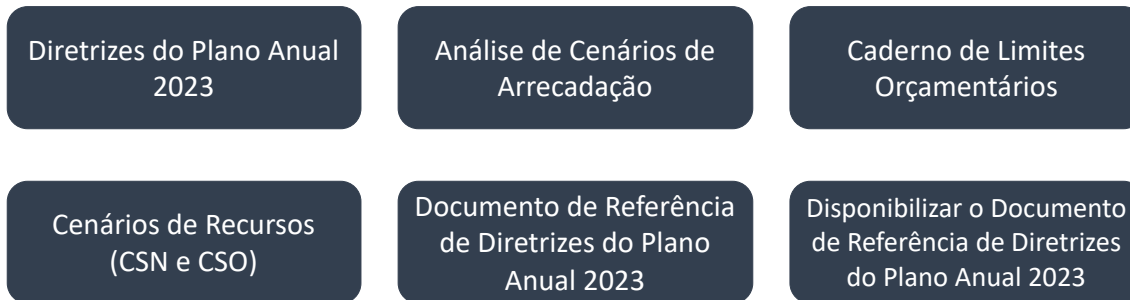 Diretrizes do Plano Anual
2023
Análise de Cenários de
Arrecadação
Caderno de Limites
Orçamentários
Cenários de Recursos
(CSN e CSO)
Documento de Referência
de Diretrizes do Plano
Anual 2023
Disponibilizar o Documento
de Referência de Diretrizes
do Plano Anual 2023